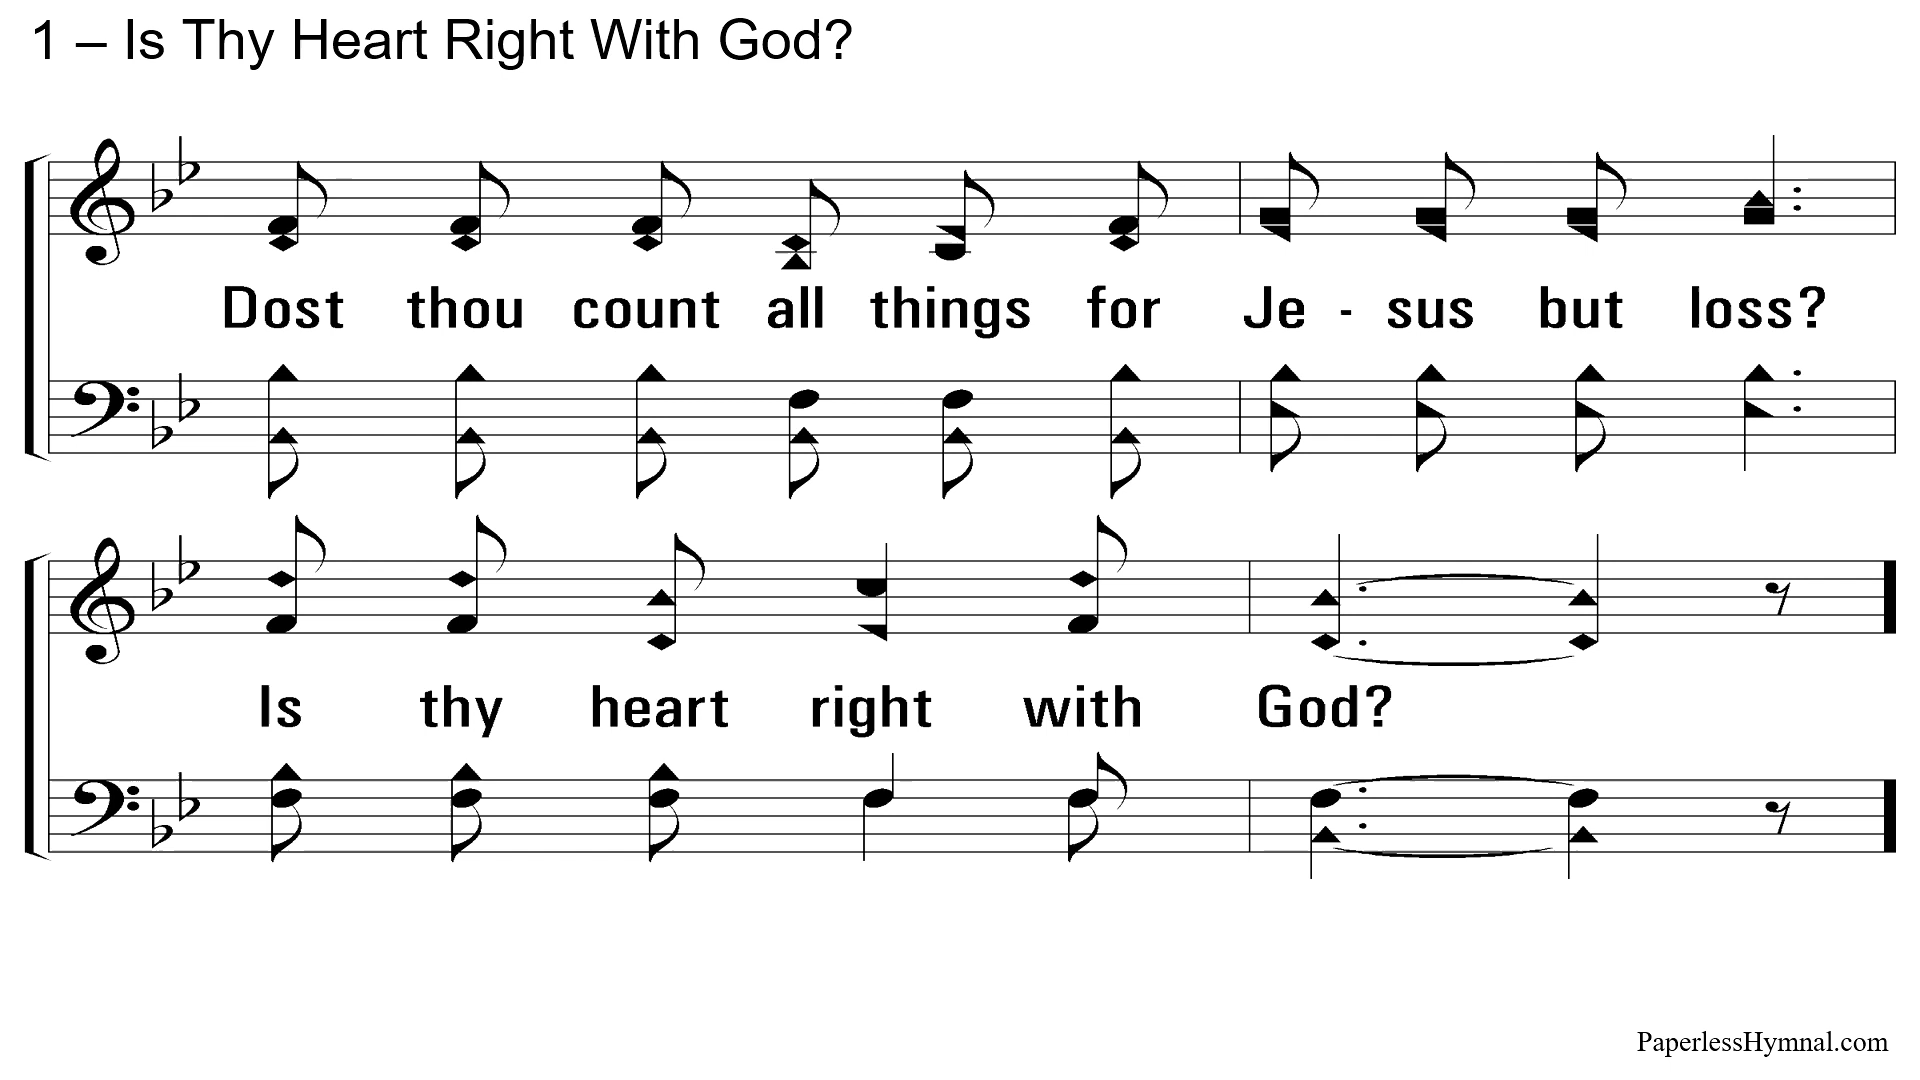 1 – Is Thy Heart Right With God?
Dost thou count all things for Je - sus but loss?
Is thy heart right with God?
PaperlessHymnal.com